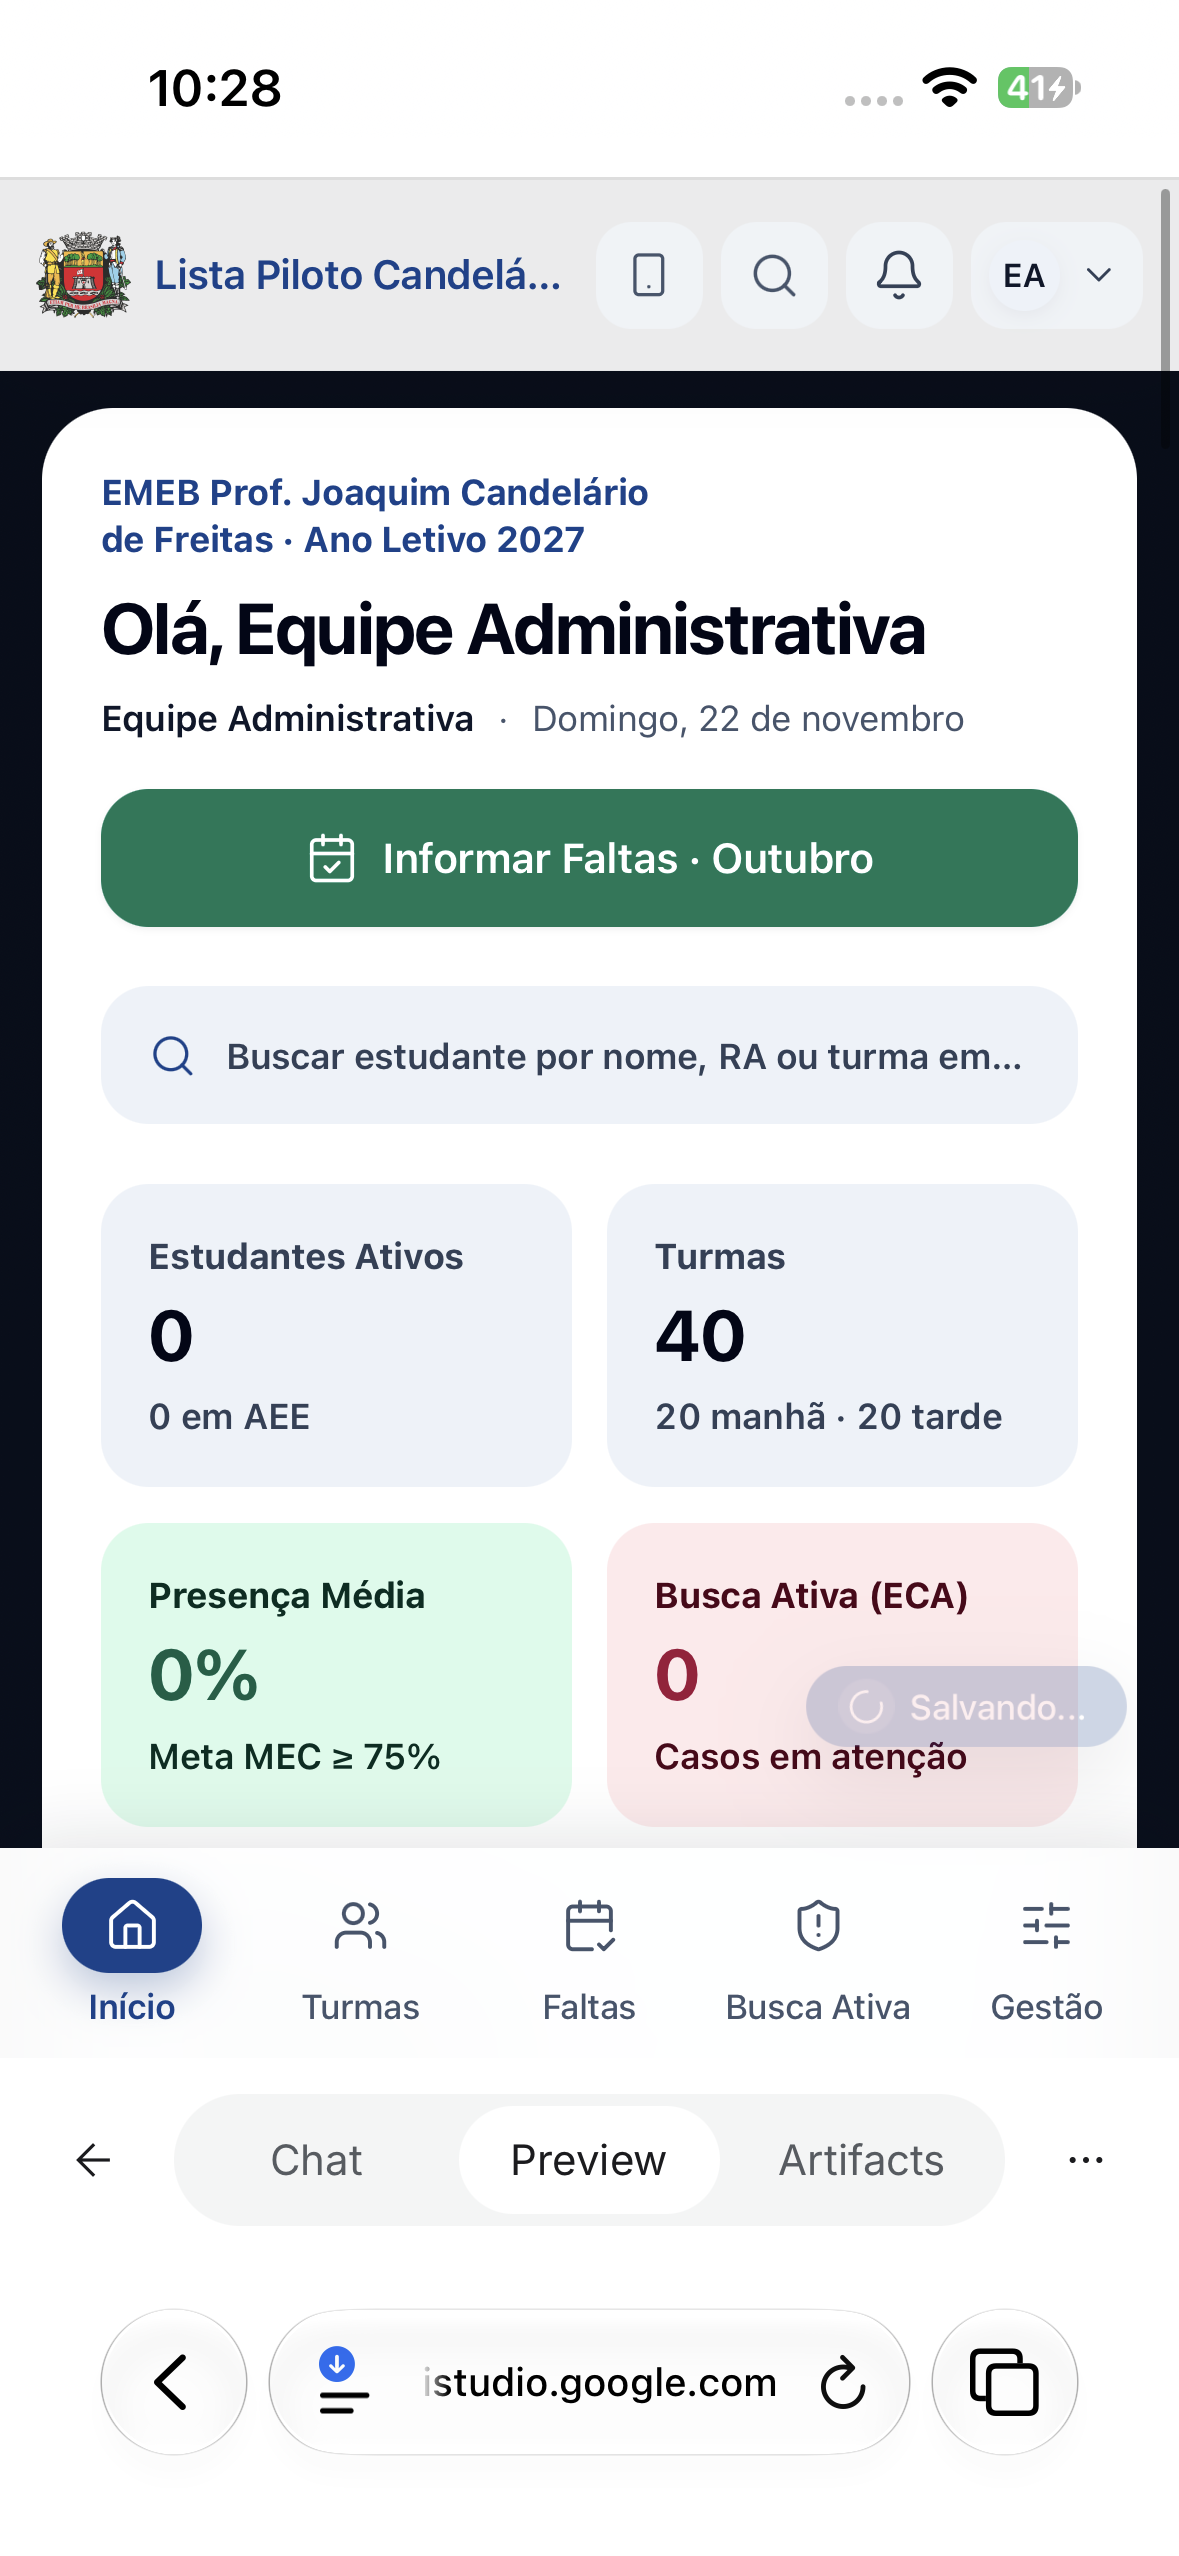 10:28
41
Lista Piloto Candelá...
EA
EMEB Prof. Joaquim Candelário
de Freitas · Ano Letivo 2027
Olá, Equipe Administrativa
Equipe Administrativa · Domingo, 22 de novembro
Informar Faltas · Outubro
Buscar estudante por nome, RA ou turma em...
Estudantes Ativos
0
0 em AEE
Turmas
40
20 manhã · 20 tarde
Presença Média
0%
Meta MEC ≥ 75%
Busca Ativa (ECA)
0
Salvando...
Casos em atenção
Início
Turmas
Faltas
Busca Ativa
Gestão
Chat
Preview
Artifacts
istudio.google.com